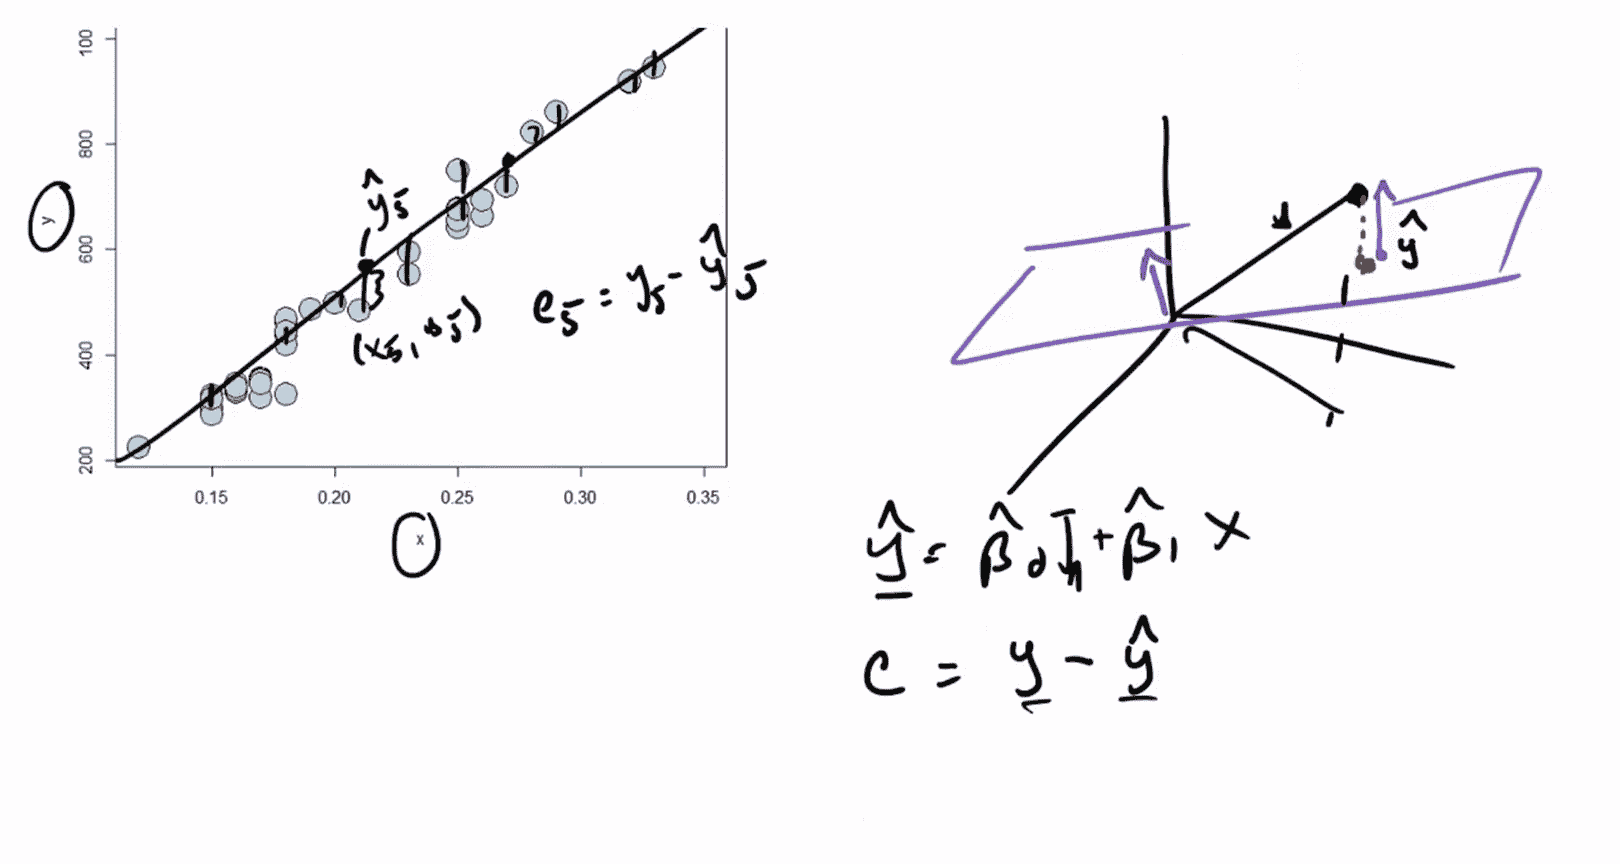 100
800
600
400
200
y
0.15
0.20
0.25
0.30
0.35
x
ŷ5
(x5, y5)
e5 = y5 - ŷ5
ŷ
ŷ = β̂0 1n + β̂1 x
e = y - ŷ